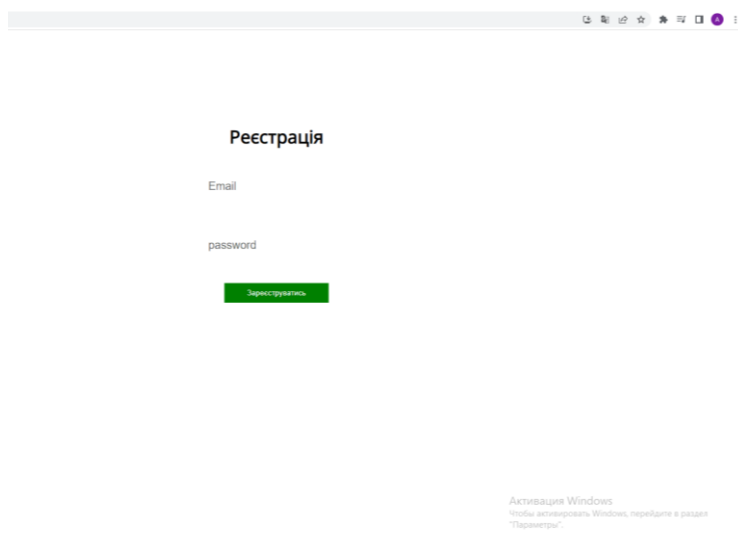 A
Реєстрація
Email
password
Зареєструватись
Активация Windows
Чтобы активировать Windows, перейдите в раздел
"Параметры".